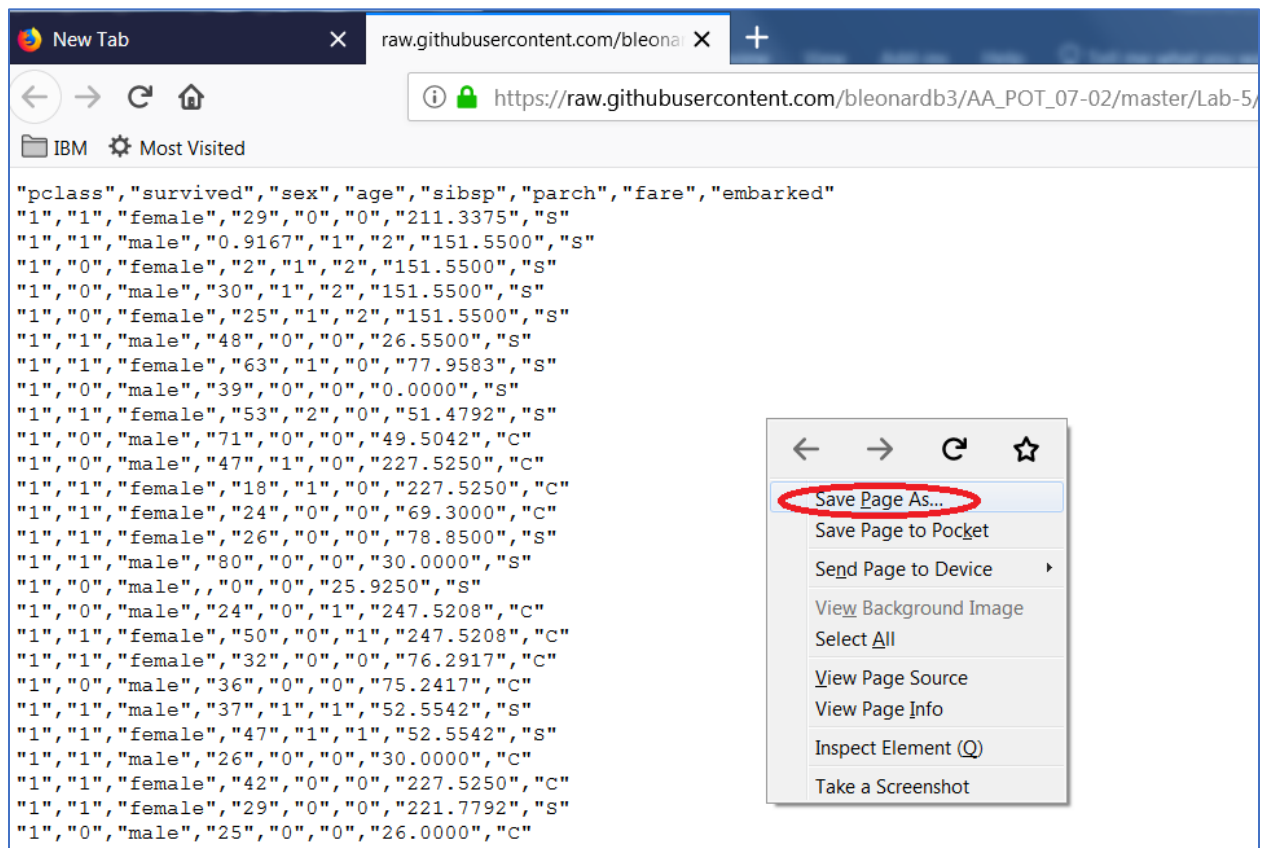 New Tab
raw.githubusercontent.com/bleonar
https://raw.githubusercontent.com/bleonardb3/AA_POT_07-02/master/Lab-5/
IBM Most Visited
"pclass","survived","sex","age","sibsp","parch","fare","embarked"
"1","1","female","29","0","0","211.3375","S"
"1","1","male","0.9167","1","2","151.5500","S"
"1","0","female","2","1","2","151.5500","S"
"1","0","male","30","1","2","151.5500","S"
"1","0","female","25","1","2","151.5500","S"
"1","1","male","48","0","0","26.5500","S"
"1","1","female","63","1","0","77.9583","S"
"1","0","male","39","0","0","0.0000","S"
"1","1","female","53","2","0","51.4792","S"
"1","0","male","71","0","0","49.5042","C"
"1","0","male","47","1","0","227.5250","C"
"1","1","female","18","1","0","227.5250","C"
"1","1","female","24","0","0","69.3000","C"
"1","1","female","26","0","0","78.8500","S"
"1","1","male","80","0","0","30.0000","S"
"1","0","male",,"0","0","25.9250","S"
"1","0","male","24","0","1","247.5208","C"
"1","1","female","50","0","1","247.5208","C"
"1","1","female","32","0","0","76.2917","C"
"1","0","male","36","0","0","75.2417","C"
"1","1","male","37","1","1","52.5542","S"
"1","1","female","47","1","1","52.5542","S"
"1","1","male","26","0","0","30.0000","C"
"1","1","female","42","0","0","227.5250","C"
"1","1","female","29","0","0","221.7792","S"
"1","0","male","25","0","0","26.0000","C"
Save Page As...
Save Page to Pocket
Send Page to Device
View Background Image
Select All
View Page Source
View Page Info
Inspect Element (Q)
Take a Screenshot